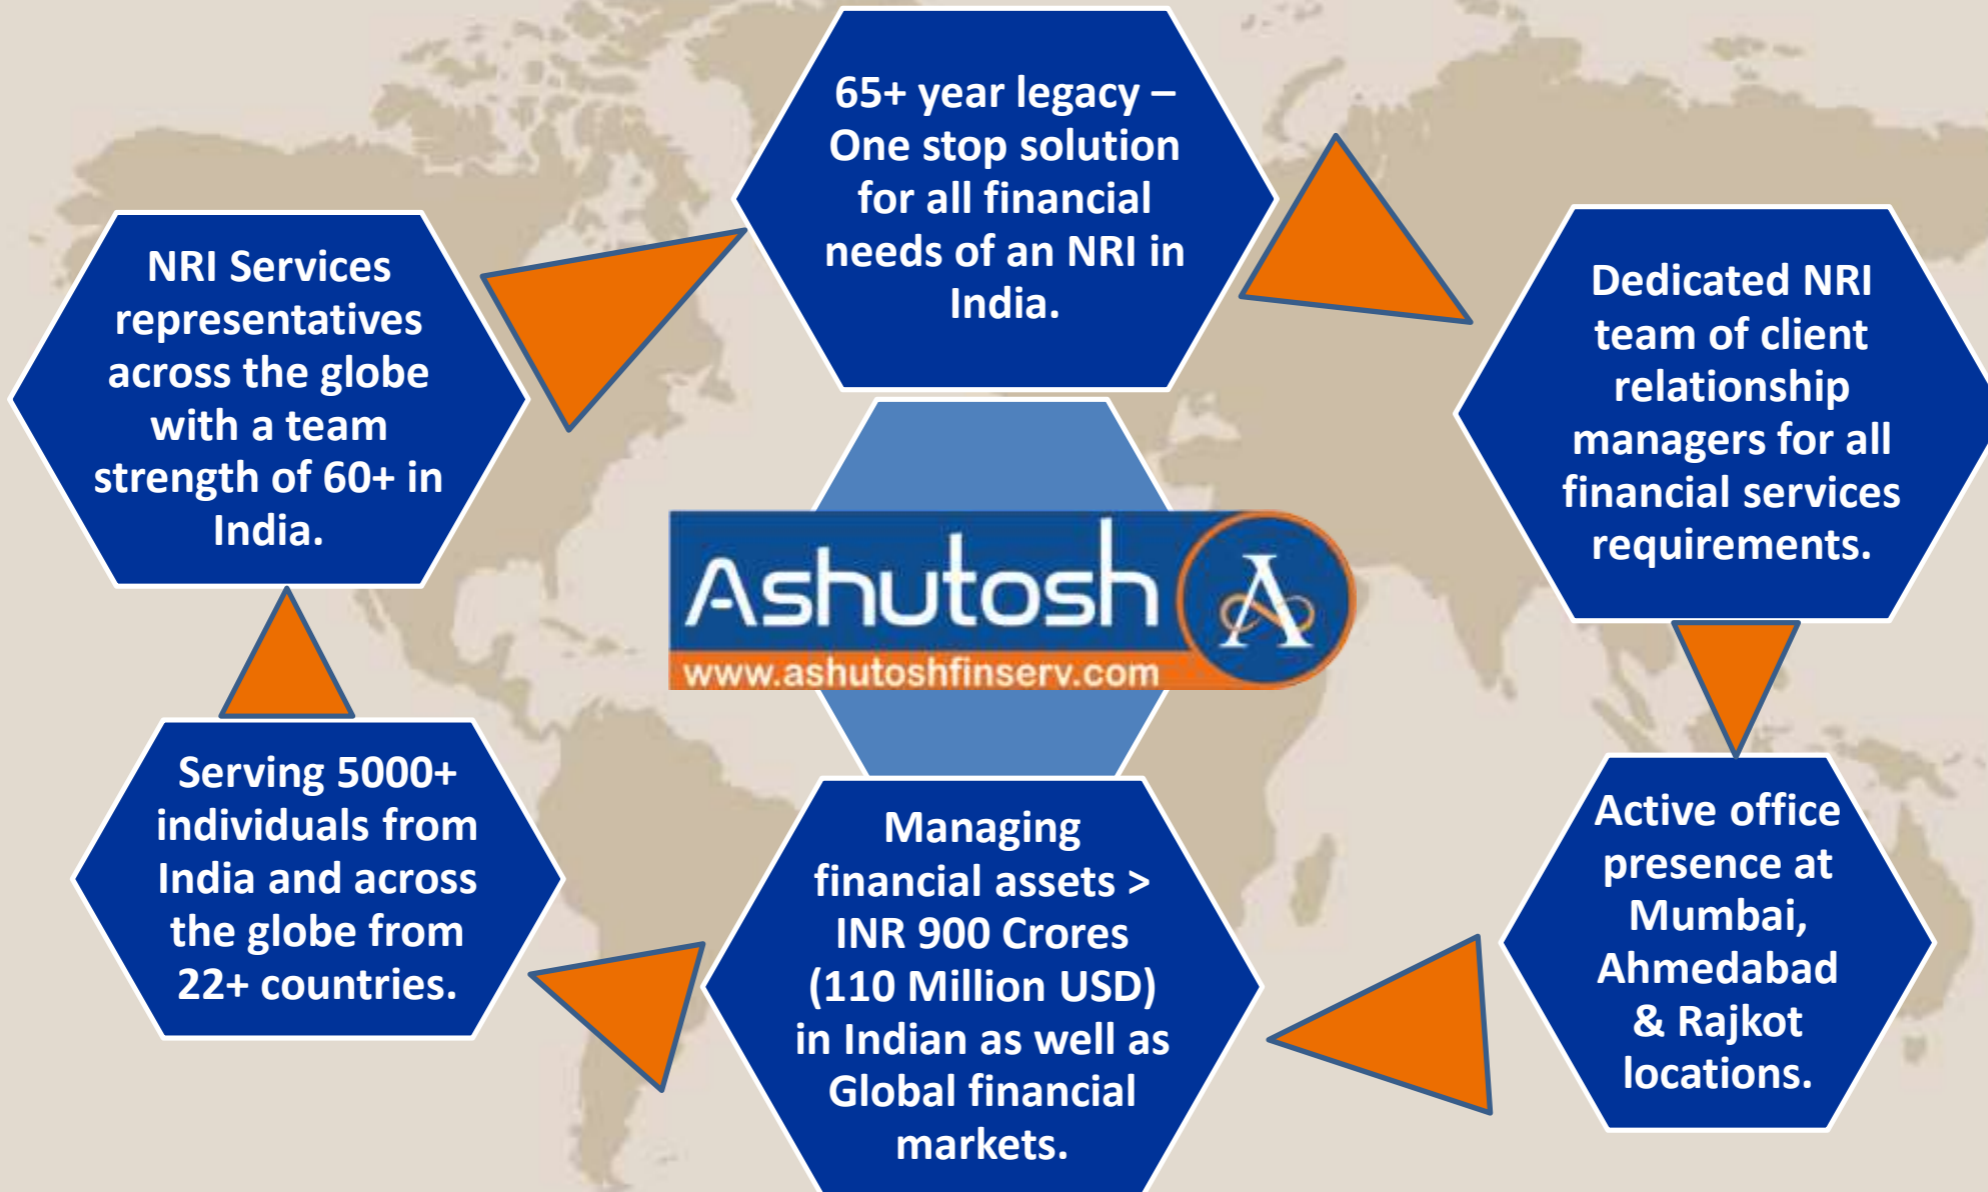 65+ year legacy –
One stop solution
for all financial
needs of an NRI in
India.
Dedicated NRI
team of client
relationship
managers for all
financial services
requirements.
Active office
presence at
Mumbai,
Ahmedabad
& Rajkot
locations.
Managing
financial assets >
INR 900 Crores
(110 Million USD)
in Indian as well as
Global financial
markets.
Serving 5000+
individuals from
India and across
the globe from
22+ countries.
NRI Services
representatives
across the globe
with a team
strength of 60+ in
India.
Ashutosh A
www.ashutoshfinserv.com